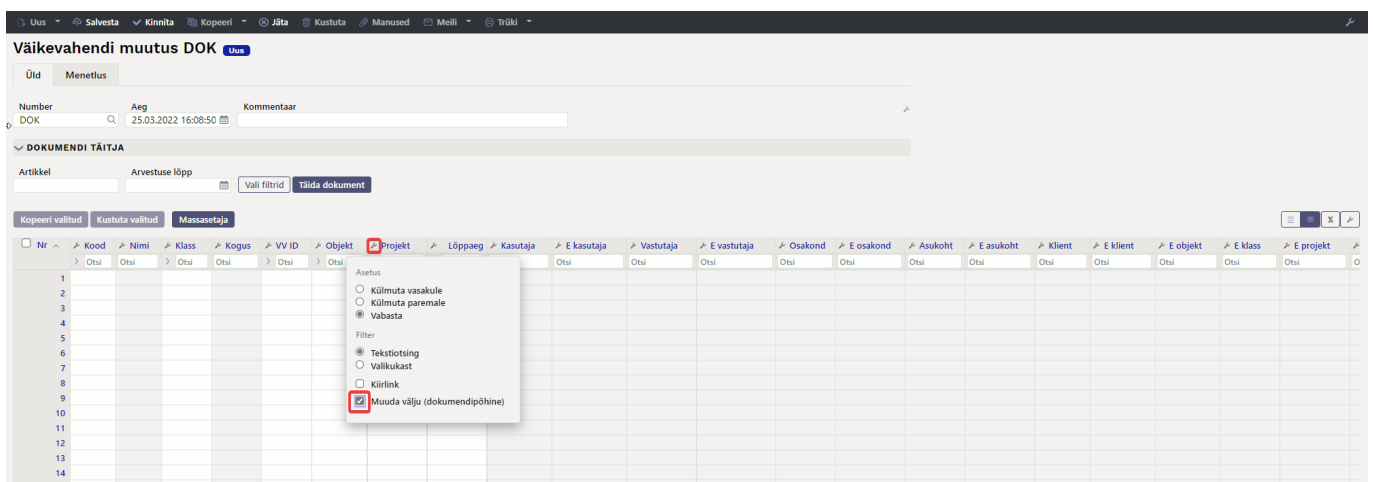 Uus Salvesta Kinnita Kopeeri Jäta Kustuta Manused Meili Trüki
Väikevahendi muutus DOK Uus
Üld Menetlus
Number Aeg Kommentaar
DOK 25.03.2022 16:08:50
DOKUMENDI TÄITJA
Artikkel Arvestuse lõpp
Vali filtrid Täida dokument
Kopeeri valitud Kustuta valitud Massasetaja
Nr Kood Nimi Klass Kogus VV ID Objekt Projekt Lõppaeg Kasutaja E kasutaja Vastutaja E vastutaja Osakond E osakond Asukoht E asukoht Klient E klient E objekt E klass E projekt
Otsi Otsi Otsi Otsi Otsi Otsi Otsi Otsi Otsi Otsi Otsi Otsi Otsi Otsi Otsi Otsi Otsi Otsi Otsi
Asetus
1
Külmuta vasakule
2
Külmuta paremale
3
Vabasta
4
Filter
5
Tekstiotsing
6
Valikukast
7
Kiirlink
8
Muuda välju (dokumendipõhine)
9
10
11
12
13
14